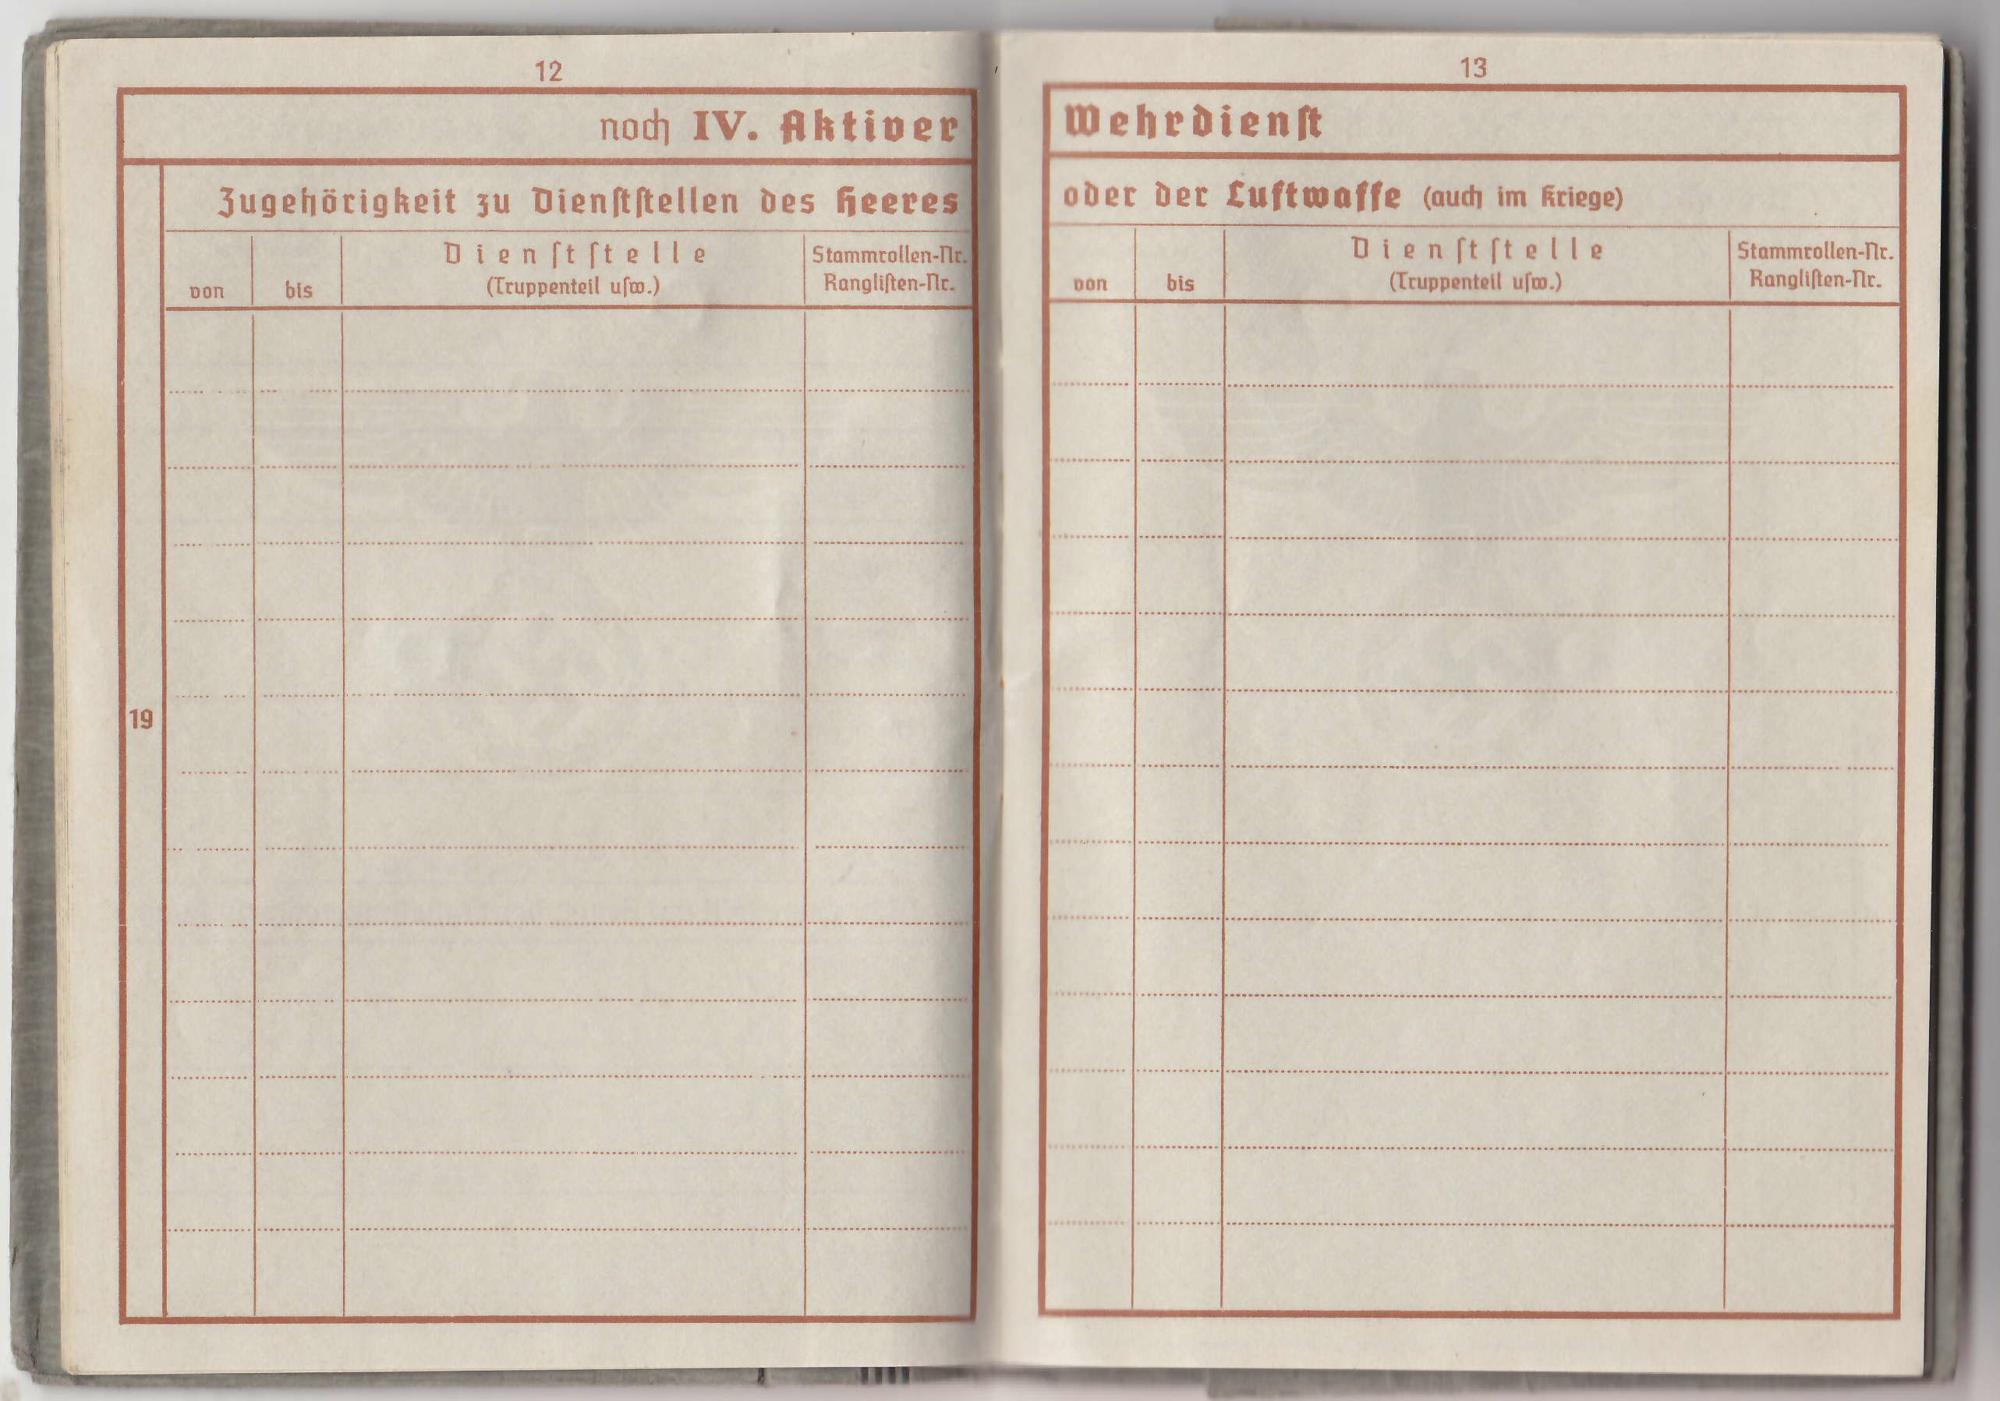 12
noch IV. Aktiver
Zugehörigkeit zu Dienſtſtellen des Heeres
von bis Dienſtſtelle (Truppenteil uſw.) Stammrollen-Nr. Rangliſten-Nr.
19
13
Wehrdienſt
oder der Luftwaffe (auch im Kriege)
von bis Dienſtſtelle (Truppenteil uſw.) Stammrollen-Nr. Rangliſten-Nr.